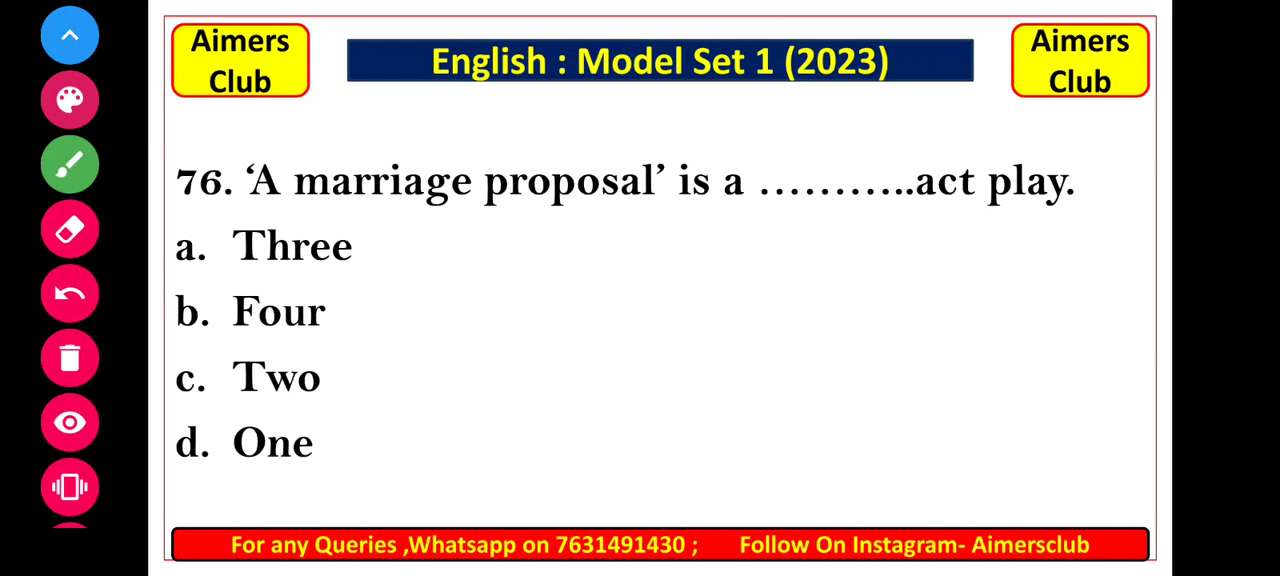 Aimers
Club
English : Model Set 1 (2023)
Aimers
Club
76. ‘A marriage proposal’ is a ………..act play.
a. Three
b. Four
c. Two
d. One
For any Queries ,Whatsapp on 7631491430 ; Follow On Instagram- Aimersclub